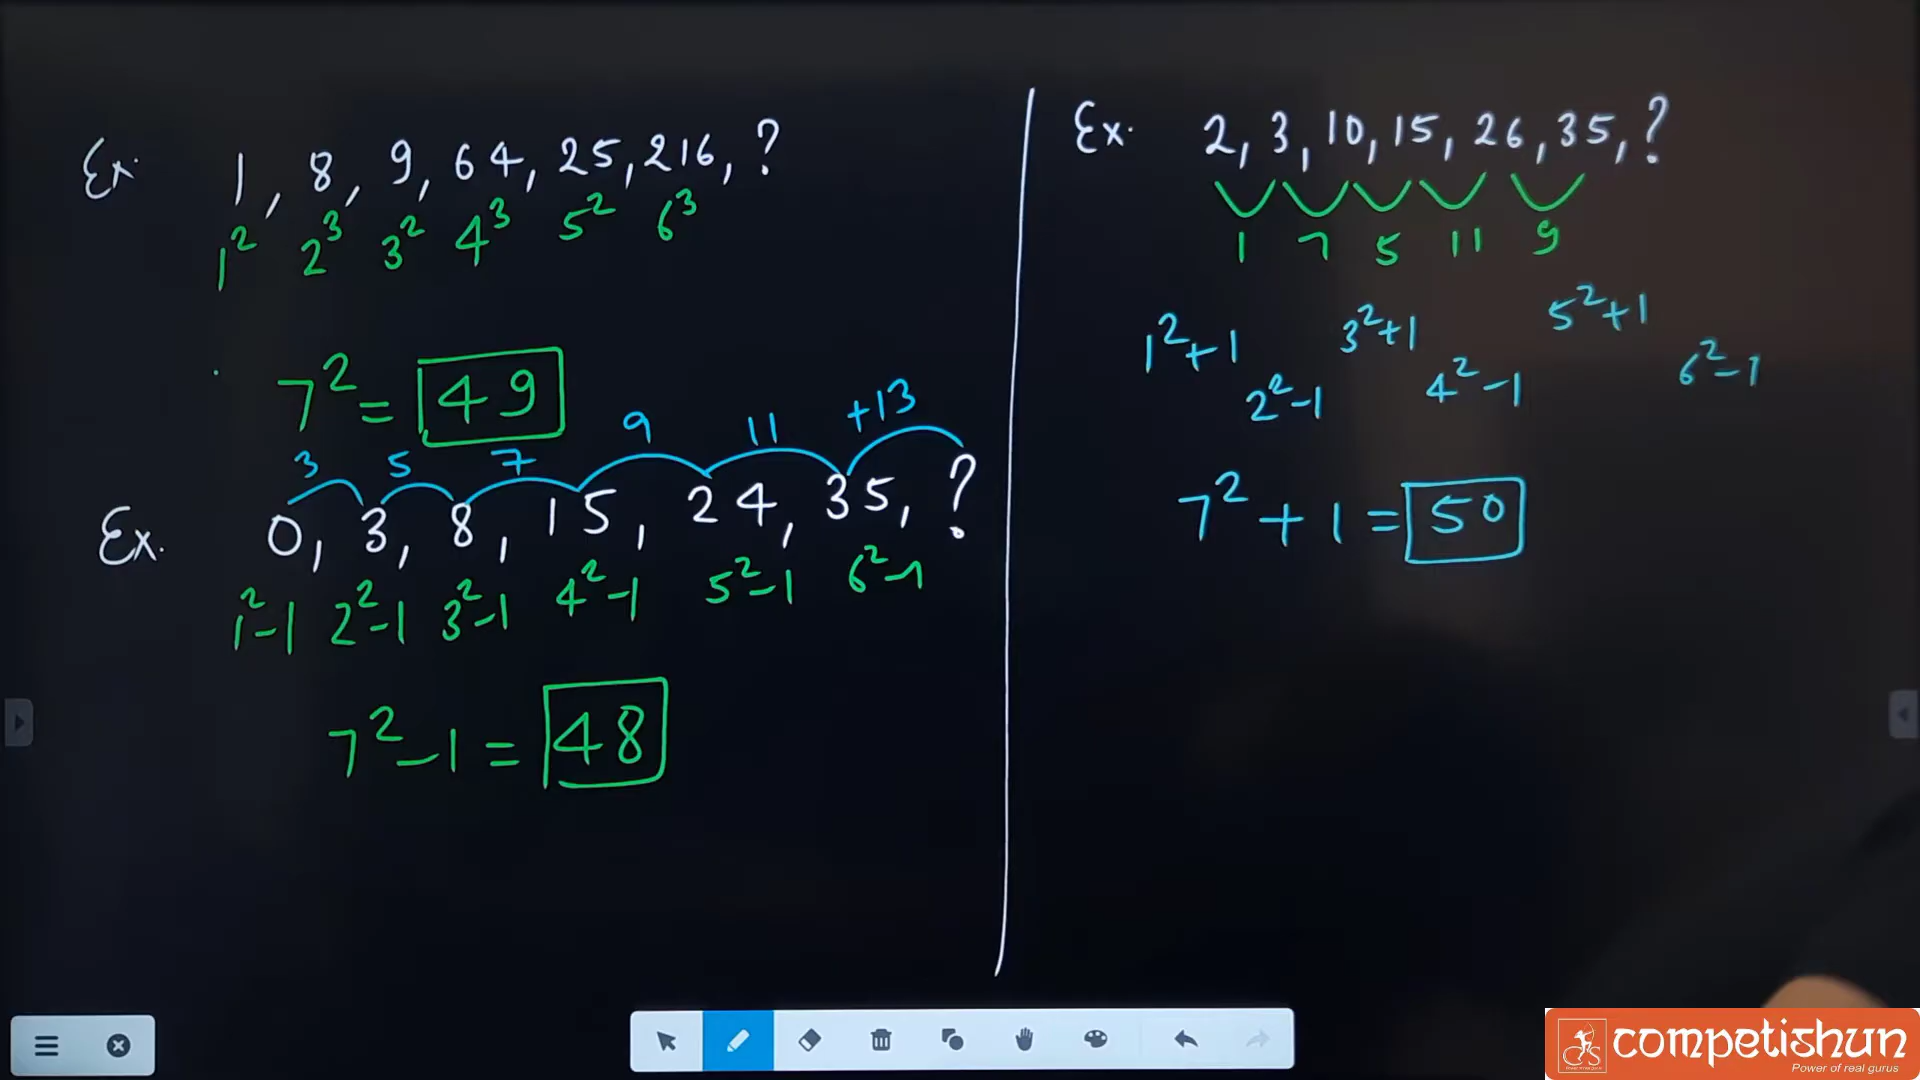 Ex. 1, 8, 9, 64, 25, 216, ?
1² 2³ 3² 4³ 5² 6³
7² = 49
3 5 7 9 11 +13
Ex. 0, 3, 8, 15, 24, 35, ?
1²-1 2²-1 3²-1 4²-1 5²-1 6²-1
7²-1 = 48
Ex. 2, 3, 10, 15, 26, 35, ?
1 7 5 11 9
1²+1 3²+1 5²+1
2²-1 4²-1 6²-1
7² + 1 = 50
competishun
Power of real gurus